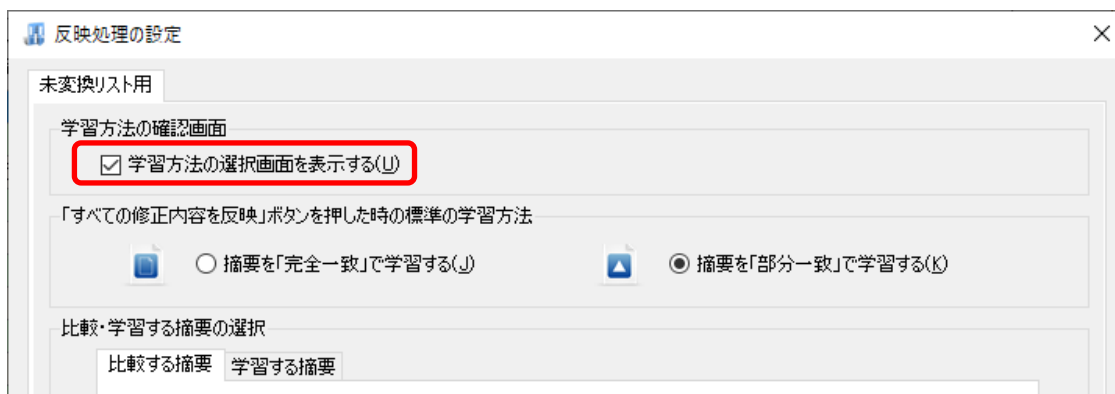 反映処理の設定
未変換リスト用
学習方法の確認画面
学習方法の選択画面を表示する(U)
「すべての修正内容を反映」ボタンを押した時の標準の学習方法
摘要を「完全一致」で学習する(J) 摘要を「部分一致」で学習する(K)
比較・学習する摘要の選択
比較する摘要 学習する摘要